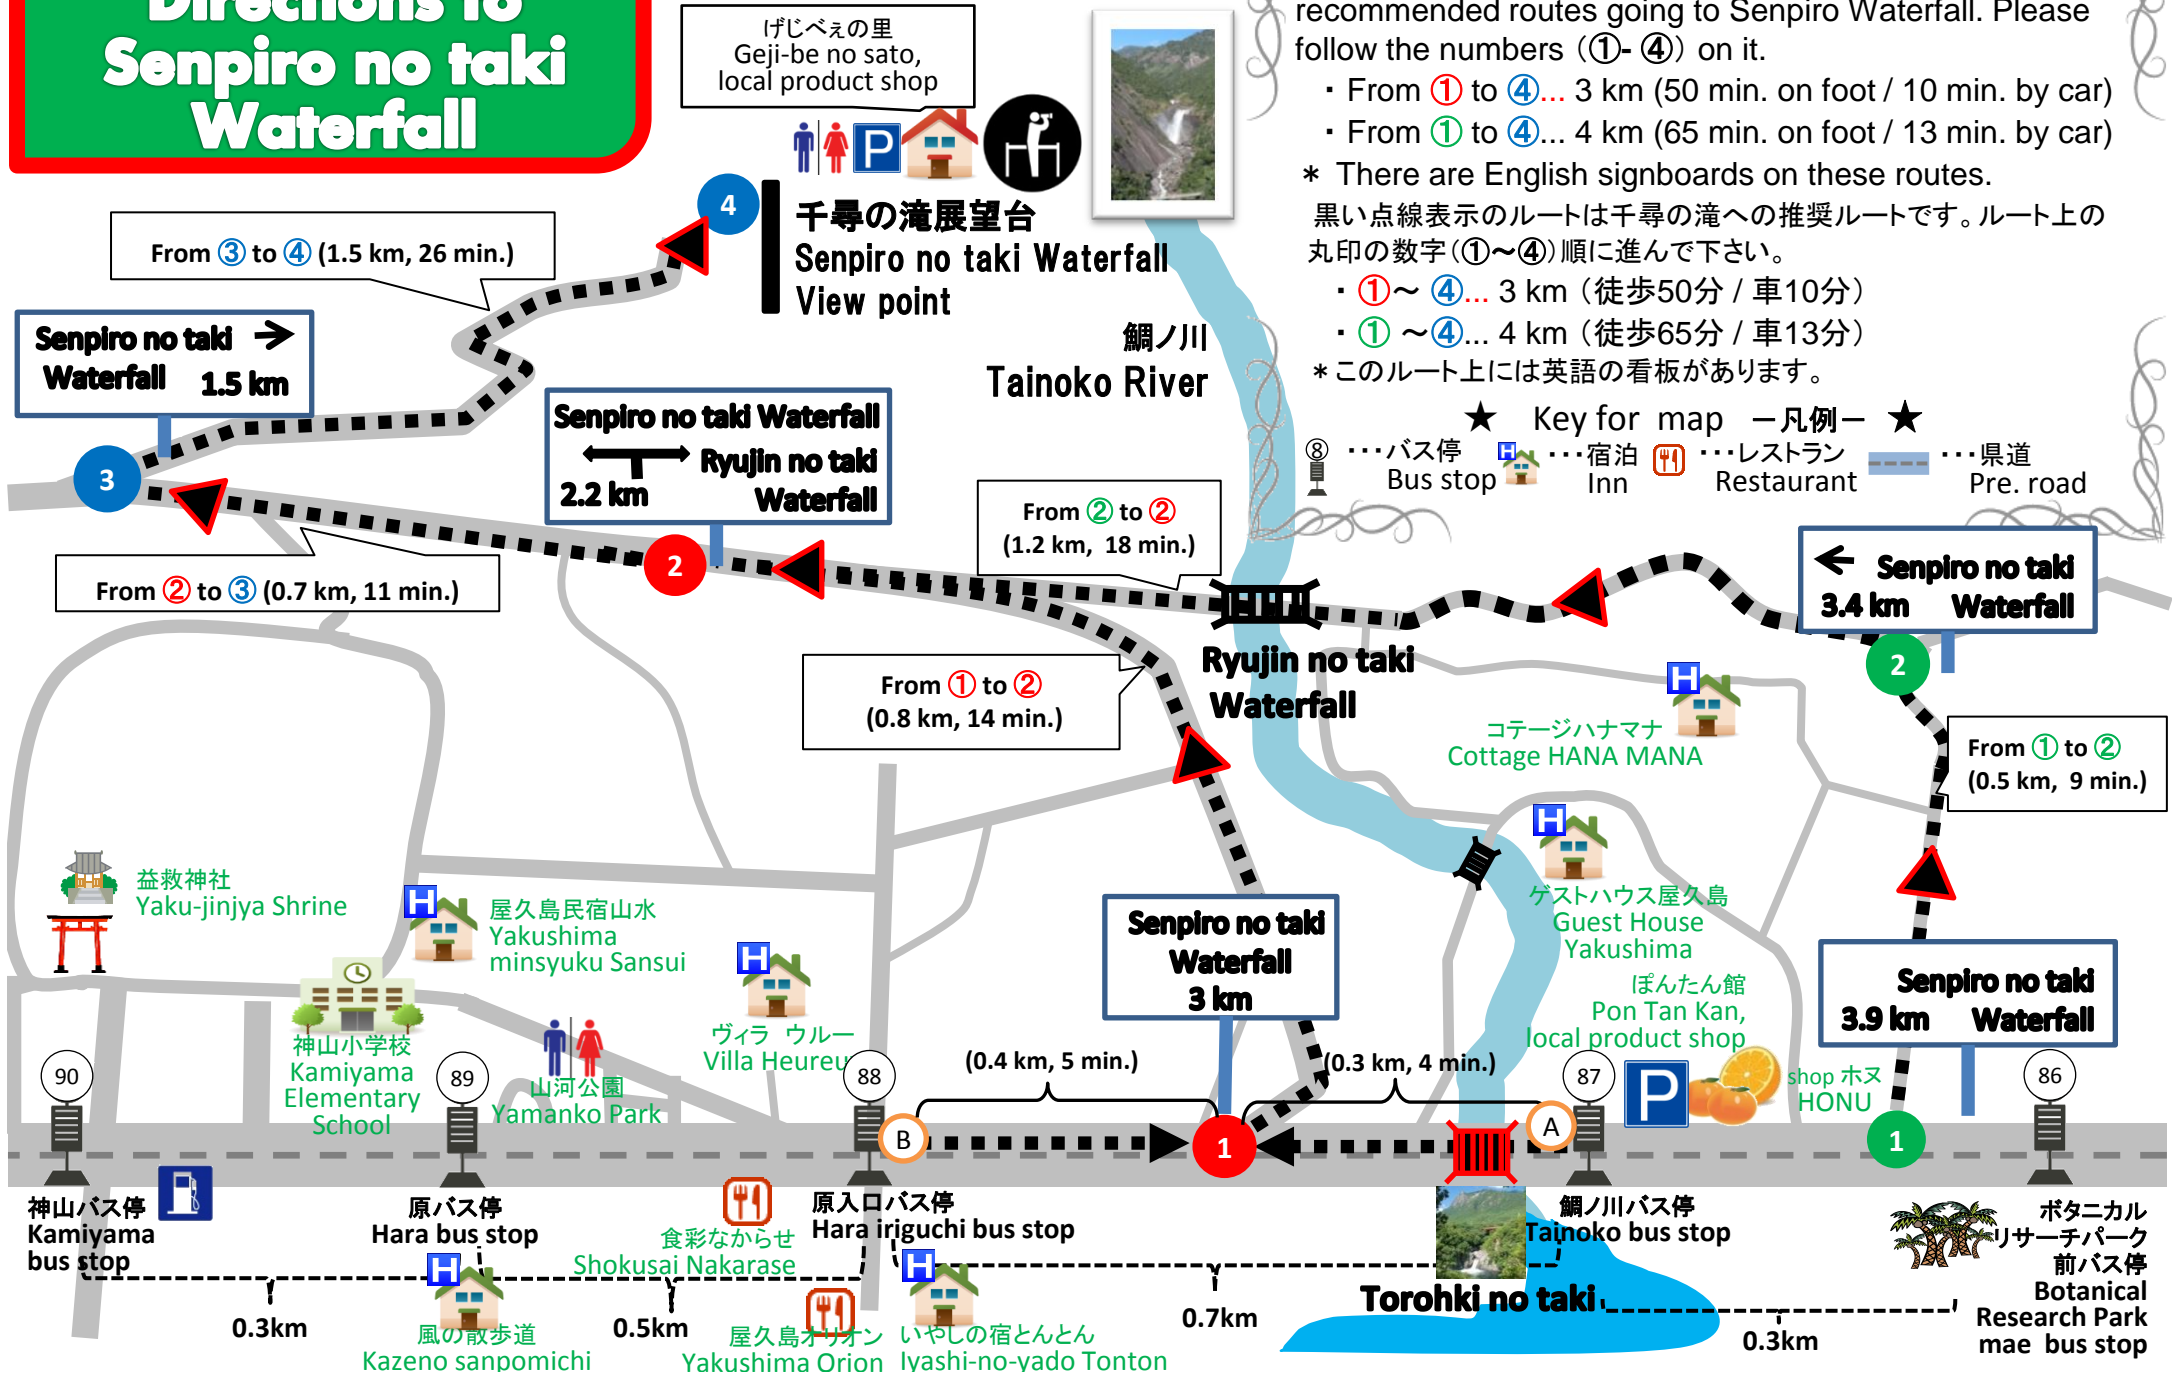 Directions to
Senpiro no taki
Waterfall
げじべぇの里
Geji-be no sato,
local product shop
P
recommended routes going to Senpiro Waterfall. Please
follow the numbers (①- ④) on it.
・From ① to ④... 3 km (50 min. on foot / 10 min. by car)
・From ① to ④... 4 km (65 min. on foot / 13 min. by car)
* There are English signboards on these routes.
黒い点線表示のルートは千尋の滝への推奨ルートです。ルート上の
丸印の数字(①～④)順に進んで下さい。
・①～ ④... 3 km (徒歩50分 / 車10分)
・① ～④... 4 km (徒歩65分 / 車13分)
*このルート上には英語の看板があります。
★ Key for map －凡例－ ★
⑧ ･･･バス停
Bus stop
H ･･･宿泊
Inn
･･･レストラン
Restaurant
･･･県道
Pre. road
4
千尋の滝展望台
Senpiro no taki Waterfall
View point
From ③ to ④ (1.5 km, 26 min.)
Senpiro no taki →
Waterfall 1.5 km
鯛ノ川
Tainoko River
3
Senpiro no taki Waterfall
Ryujin no taki
2.2 km Waterfall
From ② to ②
(1.2 km, 18 min.)
← Senpiro no taki
3.4 km Waterfall
2
From ② to ③ (0.7 km, 11 min.)
2
Ryujin no taki
Waterfall
From ① to ②
(0.8 km, 14 min.)
H
コテージハナマナ
Cottage HANA MANA
From ① to ②
(0.5 km, 9 min.)
益救神社
Yaku-jinjya Shrine
H
屋久島民宿山水
Yakushima
minsyuku Sansui
H
ゲストハウス屋久島
Guest House
Yakushima
Senpiro no taki
Waterfall
3 km
Senpiro no taki
3.9 km Waterfall
ぽんたん館
Pon Tan Kan,
local product shop
H
ヴィラ ウルー
Villa Heureu
神山小学校
Kamiyama
Elementary
School
山河公園
Yamanko Park
(0.4 km, 5 min.)
(0.3 km, 4 min.)
P
shop ホヌ
HONU
90
89
88
87
86
B
1
A
1
神山バス停
Kamiyama
bus stop
原バス停
Hara bus stop
原入口バス停
Hara iriguchi bus stop
鯛ノ川バス停
Tainoko bus stop
ボタニカル
リサーチパーク
前バス停
Botanical
Research Park
mae bus stop
食彩なからせ
Shokusai Nakarase
H
風の散歩道
Kazeno sanpomichi
屋久島オリオン
Yakushima Orion
H
いやしの宿とんとん
Iyashi-no-yado Tonton
Torohki no taki
0.3km
0.5km
0.7km
0.3km